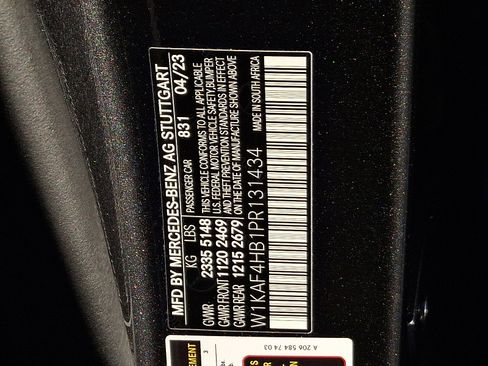 MFD BY MERCEDES-BENZ AG STUTTGART
PASSENGER CAR 831 04/23
KG LBS
GVWR 2335 5148
GAWR FRONT 1120 2469
GAWR REAR 1215 2679
THIS VEHICLE CONFORMS TO ALL APPLICABLE
U.S. FEDERAL MOTOR VEHICLE SAFETY/BUMPER
AND THEFT PREVENTION STANDARDS IN EFFECT
ON THE DATE OF MANUFACTURE SHOWN ABOVE
W1KAF4HB1PR131434
MADE IN SOUTH AFRICA
A 206 584 74 03
3